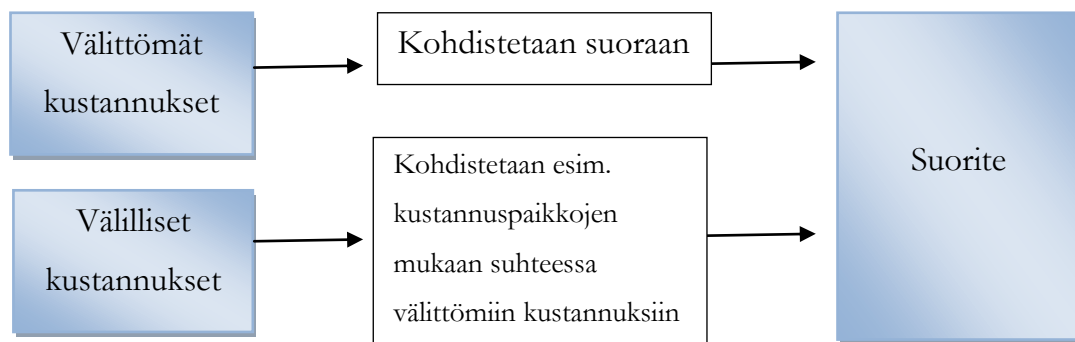 Välittömät
kustannukset
Kohdistetaan suoraan
Suorite
Välilliset
kustannukset
Kohdistetaan esim.
kustannuspaikkojen
mukaan suhteessa
välittömiin kustannuksiin